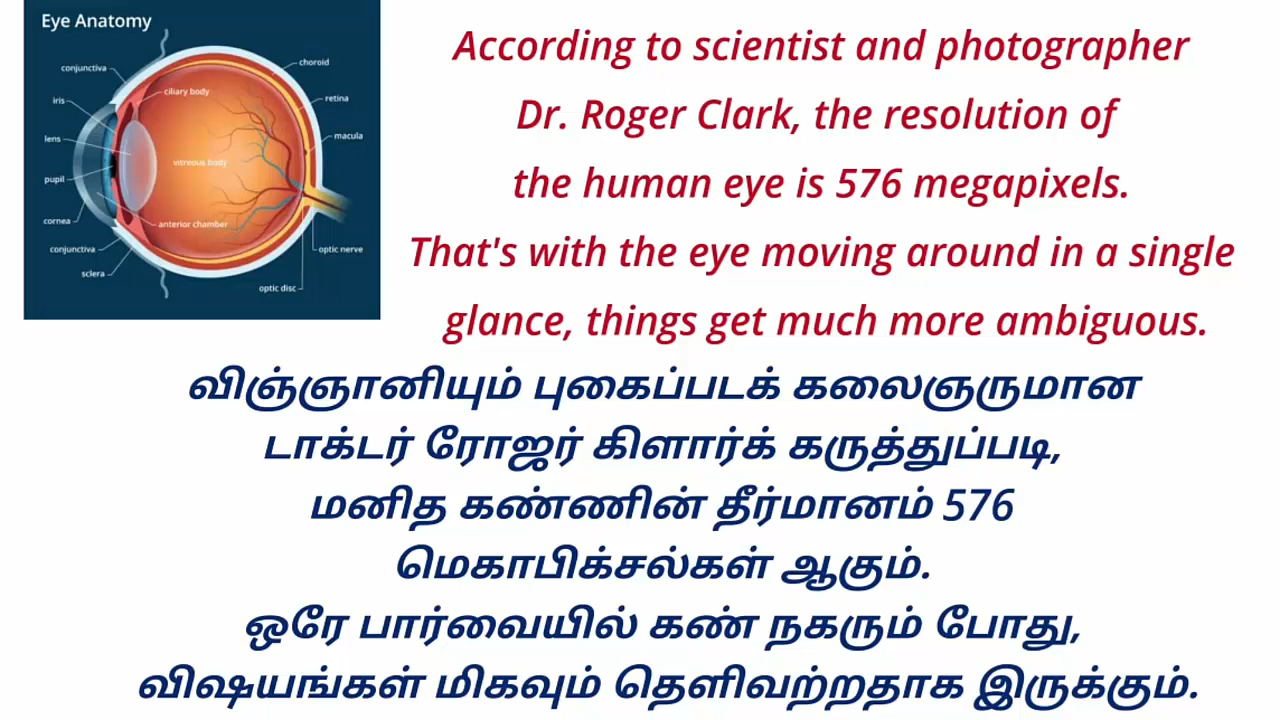 Eye Anatomy
conjunctiva
iris
lens
pupil
cornea
conjunctiva
sclera
ciliary body
vitreous body
anterior chamber
choroid
retina
macula
optic nerve
optic disc
According to scientist and photographer
Dr. Roger Clark, the resolution of
the human eye is 576 megapixels.
That's with the eye moving around in a single
glance, things get much more ambiguous.
விஞ்ஞானியும் புகைப்படக் கலைஞருமான
டாக்டர் ரோஜர் கிளார்க் கருத்துப்படி,
மனித கண்ணின் தீர்மானம் 576
மெகாபிக்சல்கள் ஆகும்.
ஒரே பார்வையில் கண் நகரும் போது,
விஷயங்கள் மிகவும் தெளிவற்றதாக இருக்கும்.